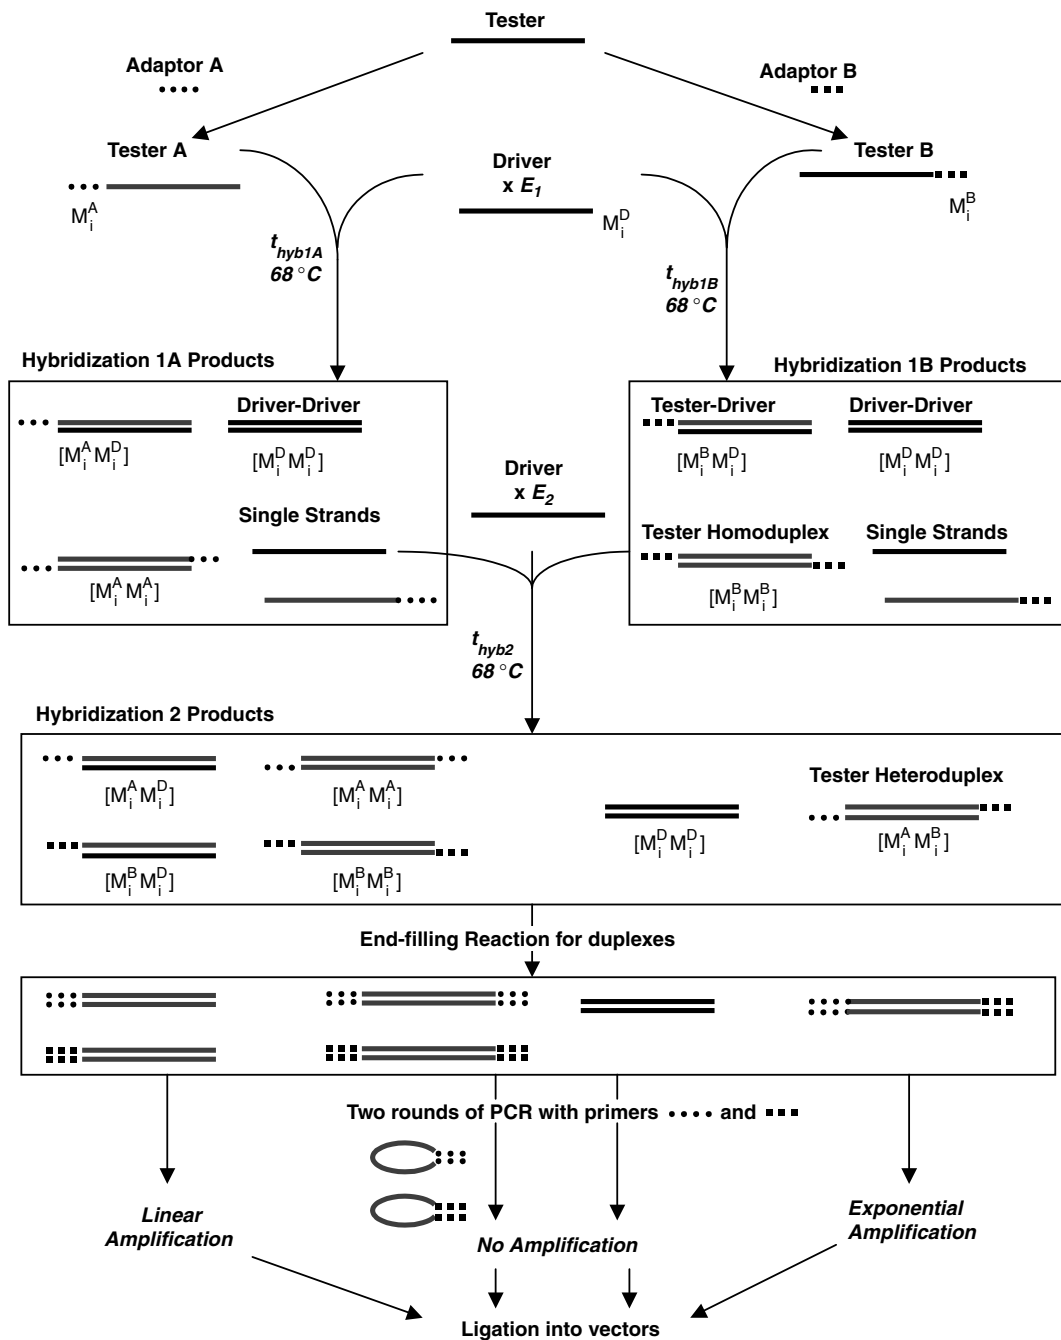 Tester
Adaptor A
Adaptor B
Tester A
Driver
x E1
Tester B
M_i^A
M_i^D
M_i^B
t_hyb1A
68 °C
t_hyb1B
68 °C
Hybridization 1A Products
Hybridization 1B Products
Driver-Driver
[M_i^A M_i^D]
[M_i^D M_i^D]
Single Strands
[M_i^A M_i^A]
Driver
x E2
Tester-Driver
Driver-Driver
[M_i^B M_i^D]
[M_i^D M_i^D]
Tester Homoduplex
Single Strands
[M_i^B M_i^B]
t_hyb2
68 °C
Hybridization 2 Products
[M_i^A M_i^D]
[M_i^A M_i^A]
Tester Heteroduplex
[M_i^D M_i^D]
[M_i^A M_i^B]
[M_i^B M_i^D]
[M_i^B M_i^B]
End-filling Reaction for duplexes
Two rounds of PCR with primers •••• and ■■■
Linear
Amplification
No Amplification
Exponential
Amplification
Ligation into vectors